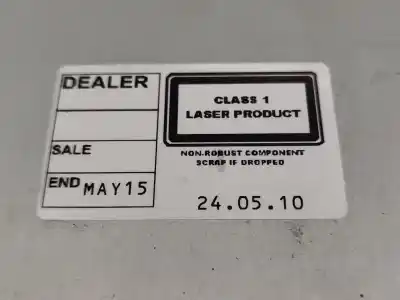 DEALER
CLASS 1
LASER PRODUCT
SALE
NON-ROBUST COMPONENT
SCRAP IF DROPPED
END MAY15
24.05.10